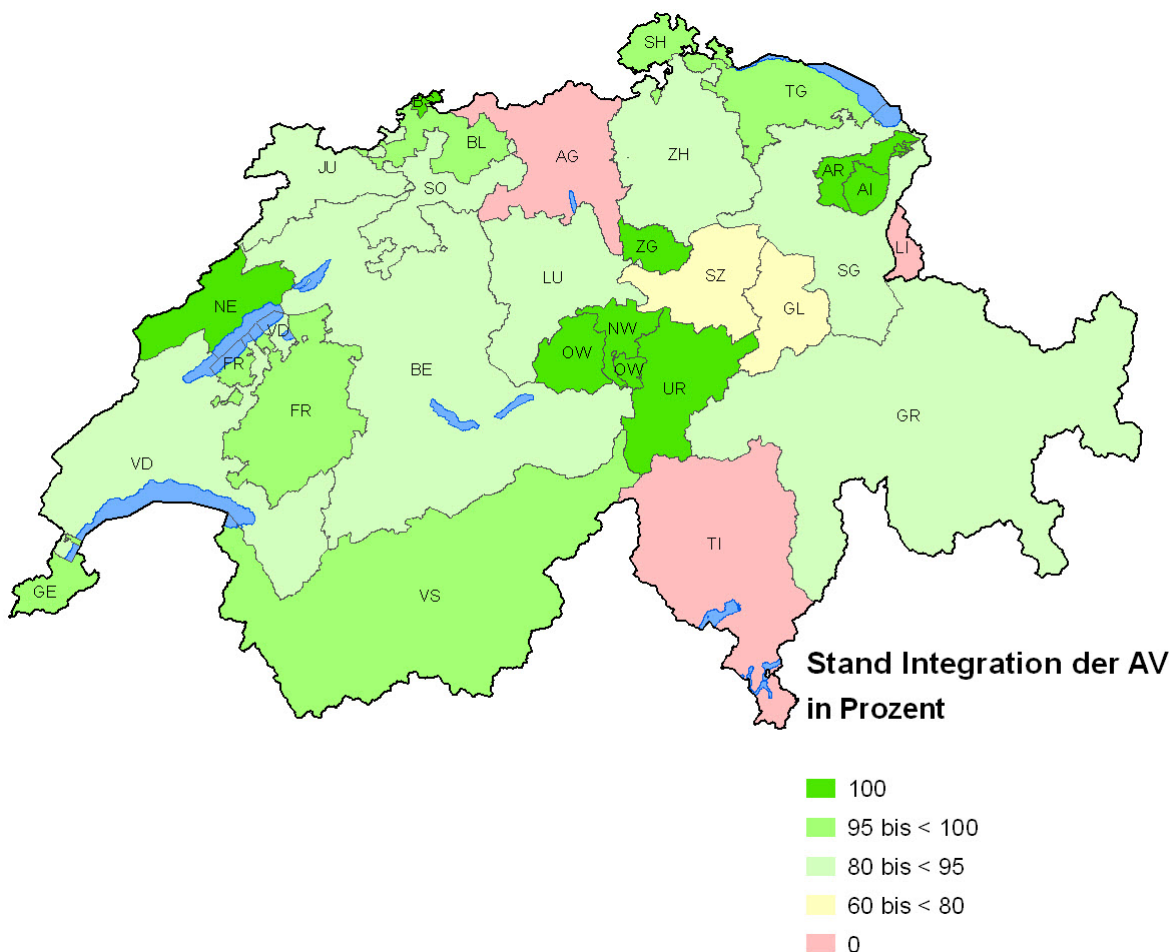 SH
TG
BL
AG
ZH
JU
SO
AR
AI
ZG
LI
LU
SZ
SG
NE
GL
NW
VD
OW
FR
OW
BE
UR
FR
GR
VD
TI
GE
VS
Stand Integration der AV
in Prozent
100
95 bis < 100
80 bis < 95
60 bis < 80
0